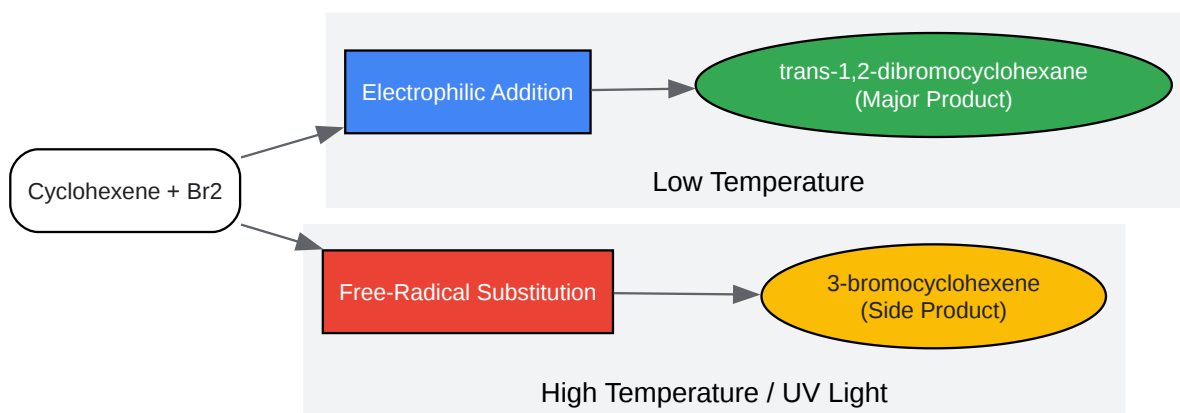 Cyclohexene + Br2
Electrophilic Addition
trans-1,2-dibromocyclohexane
(Major Product)
Low Temperature
Free-Radical Substitution
3-bromocyclohexene
(Side Product)
High Temperature / UV Light